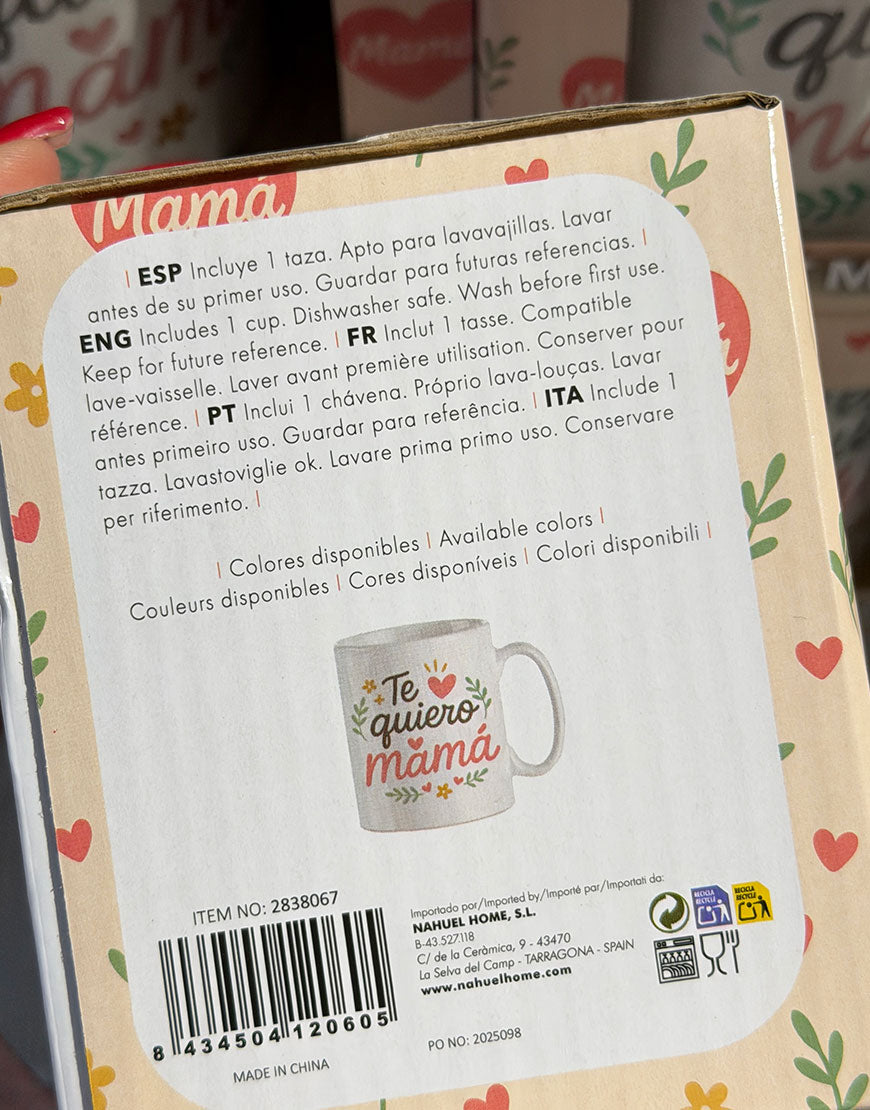 mamá
Mamá
qu
Mamá
| ESP Incluye 1 taza. Apto para lavavajillas. Lavar
antes de su primer uso. Guardar para futuras referencias. |
ENG Includes 1 cup. Dishwasher safe. Wash before first use.
Keep for future reference. | FR Inclut 1 tasse. Compatible
lave-vaisselle. Laver avant première utilisation. Conserver pour
référence. | PT Inclui 1 chávena. Próprio lava-louças. Lavar
antes primeiro uso. Guardar para referência. | ITA Include 1
tazza. Lavastoviglie ok. Lavare prima primo uso. Conservare
per riferimento. |
| Colores disponibles | Available colors |
Couleurs disponibles | Cores disponíveis | Colori disponibili |
Te
quiero
mamá
ITEM NO: 2838067
8 434504 120605
MADE IN CHINA
Importado por/Imported by/Importé par/Importati da:
NAHUEL HOME, S.L.
B-43.527.118
C/ de la Ceràmica, 9 - 43470
La Selva del Camp - TARRAGONA - SPAIN
www.nahuelhome.com
PO NO: 2025098
RECICLA
RECYCLE
RECICLA
RECYCLE